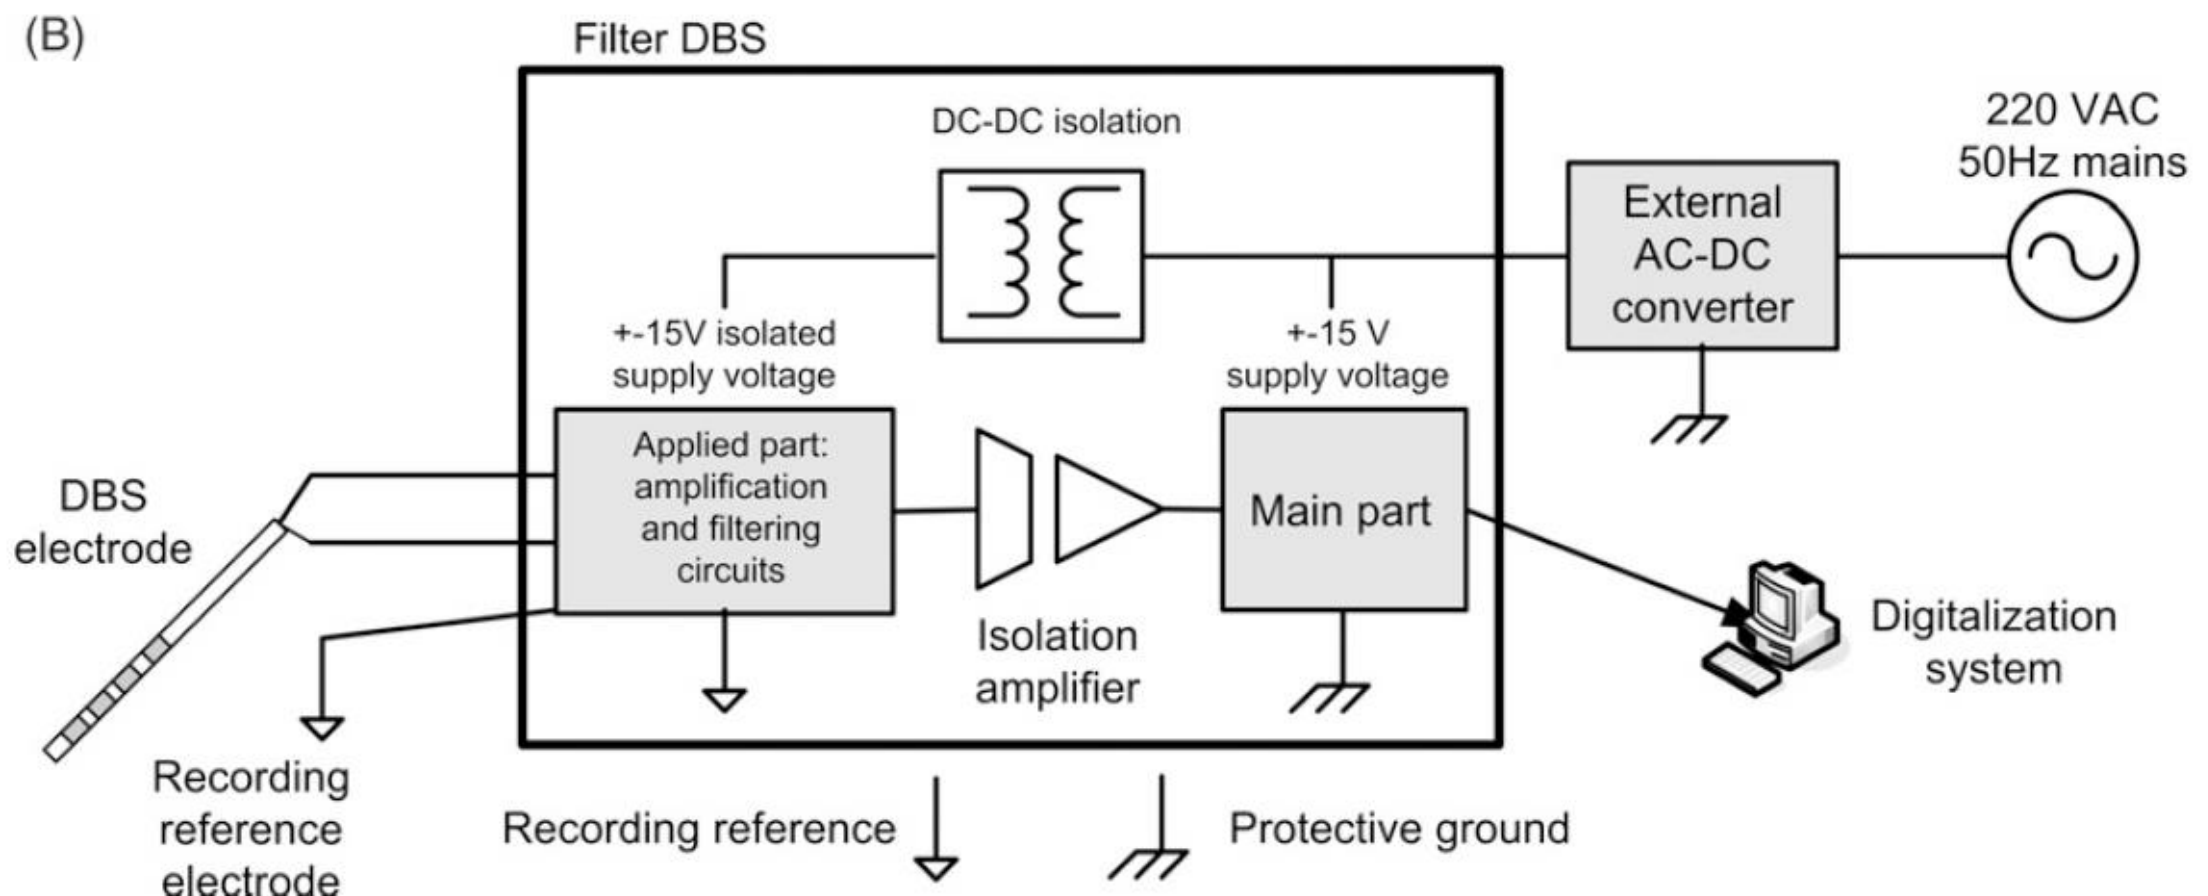 (B)
Filter DBS
DC-DC isolation
220 VAC
50Hz mains
External
AC-DC
converter
+-15V isolated
supply voltage
+-15 V
supply voltage
Applied part:
amplification
and filtering
circuits
Main part
DBS
electrode
Isolation
amplifier
Digitalization
system
Recording
reference
electrode
Recording reference
Protective ground